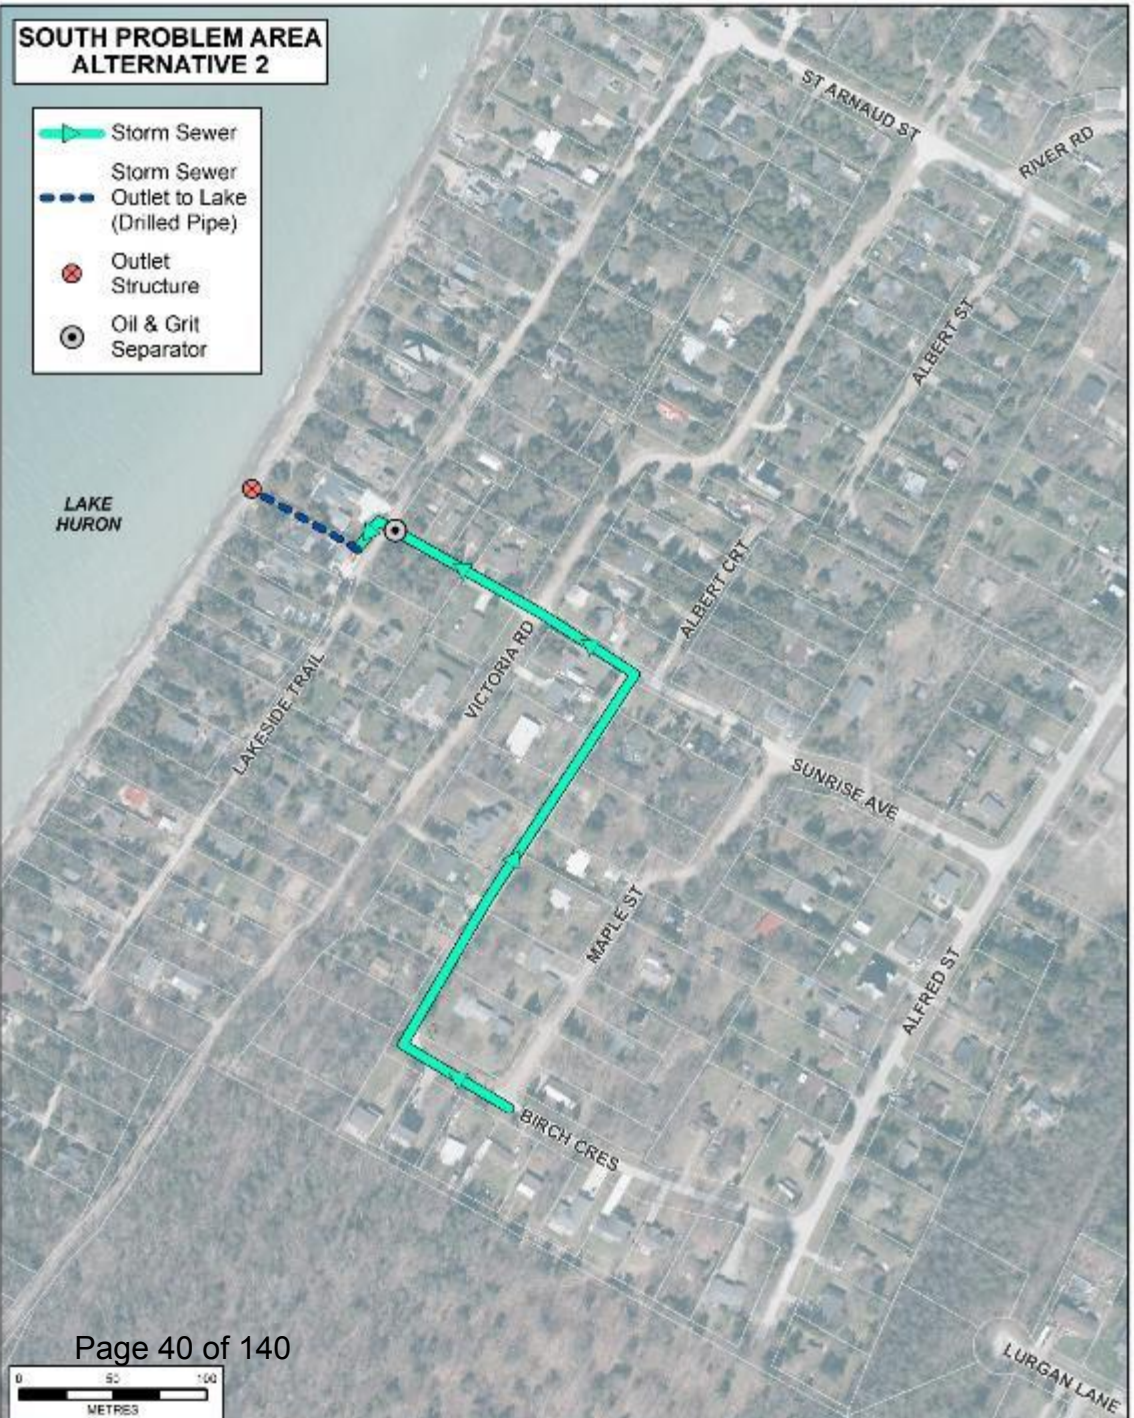 SOUTH PROBLEM AREA
ALTERNATIVE 2
Storm Sewer
Storm Sewer
Outlet to Lake
(Drilled Pipe)
Outlet
Structure
Oil & Grit
Separator
ST ARNAUD ST
RIVER RD
ALBERT ST
LAKE
HURON
ALBERT CRT
VICTORIA RD
LAKESIDE TRAIL
SUNRISE AVE
MAPLE ST
ALFRED ST
BIRCH CRES
LURGAN LANE
Page 40 of 140
0 50 100
METRES